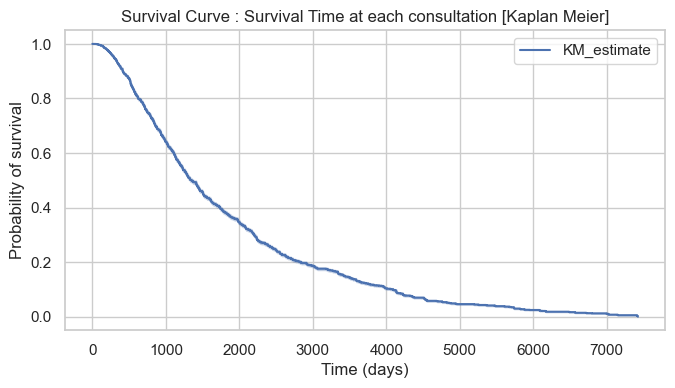 Survival Curve : Survival Time at each consultation [Kaplan Meier]
KM_estimate
Probability of survival
1.0
0.8
0.6
0.4
0.2
0.0
0 1000 2000 3000 4000 5000 6000 7000
Time (days)